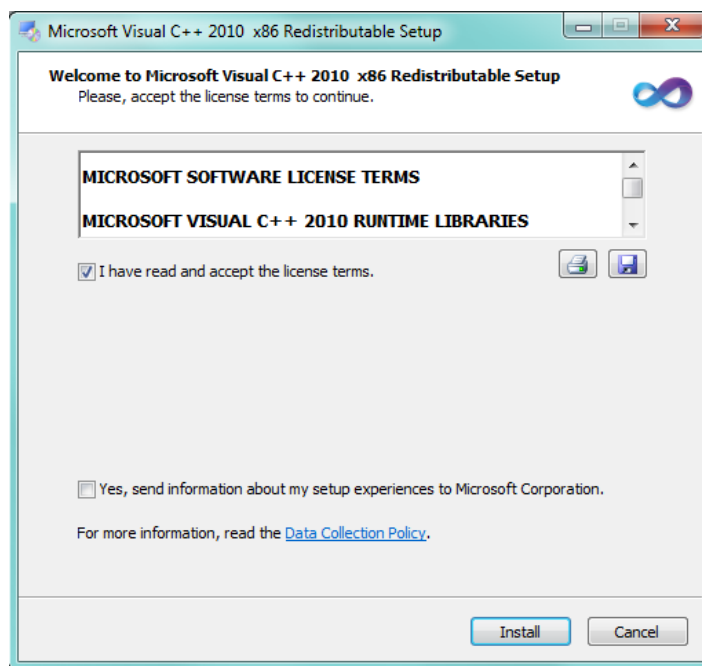 Microsoft Visual C++ 2010  x86 Redistributable Setup
Welcome to Microsoft Visual C++ 2010  x86 Redistributable Setup
Please, accept the license terms to continue.
MICROSOFT SOFTWARE LICENSE TERMS
MICROSOFT VISUAL C++ 2010 RUNTIME LIBRARIES
I have read and accept the license terms.
Yes, send information about my setup experiences to Microsoft Corporation.
For more information, read the Data Collection Policy.
Install
Cancel